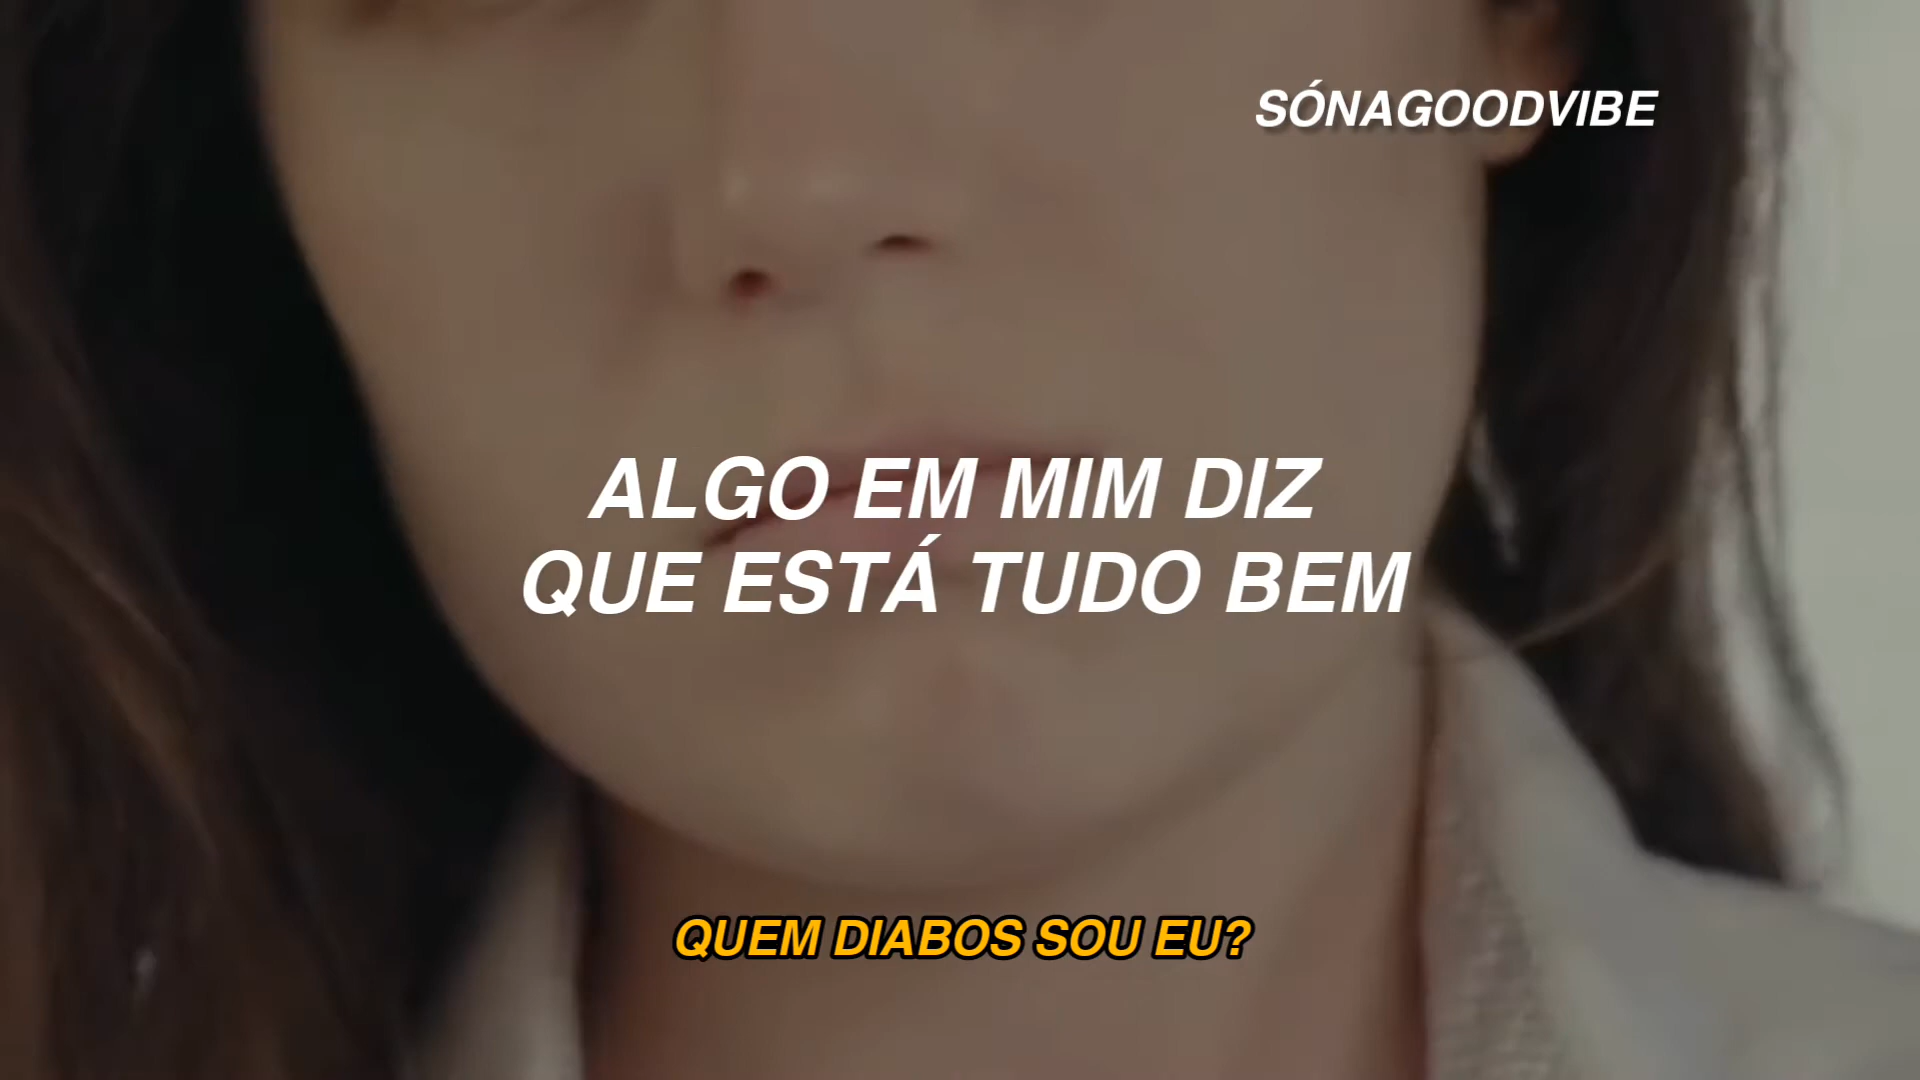 SÓNAGOODVIBE
ALGO EM MIM DIZ
QUE ESTÁ TUDO BEM
QUEM DIABOS SOU EU?